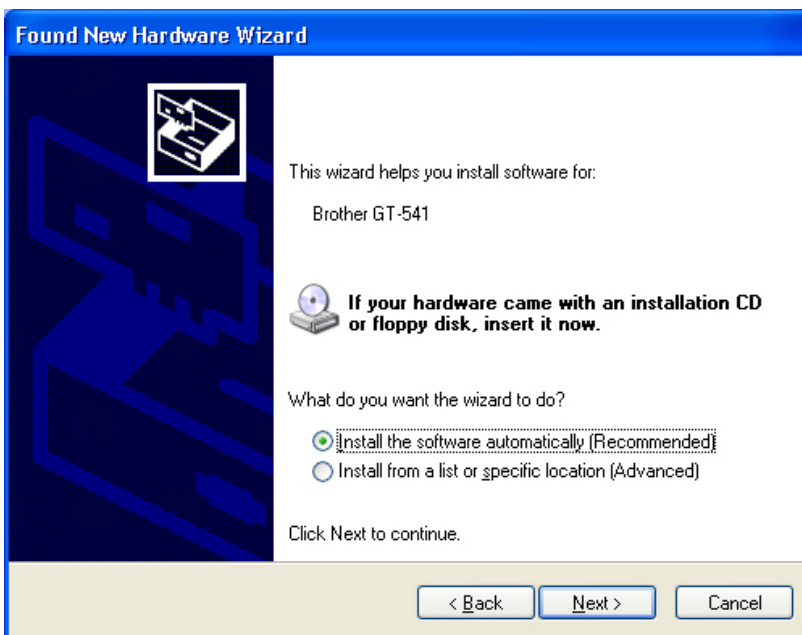 Found New Hardware Wizard
This wizard helps you install software for:
Brother GT-541
If your hardware came with an installation CD
or floppy disk, insert it now.
What do you want the wizard to do?
Install the software automatically (Recommended)
Install from a list or specific location (Advanced)
Click Next to continue.
< Back Next > Cancel